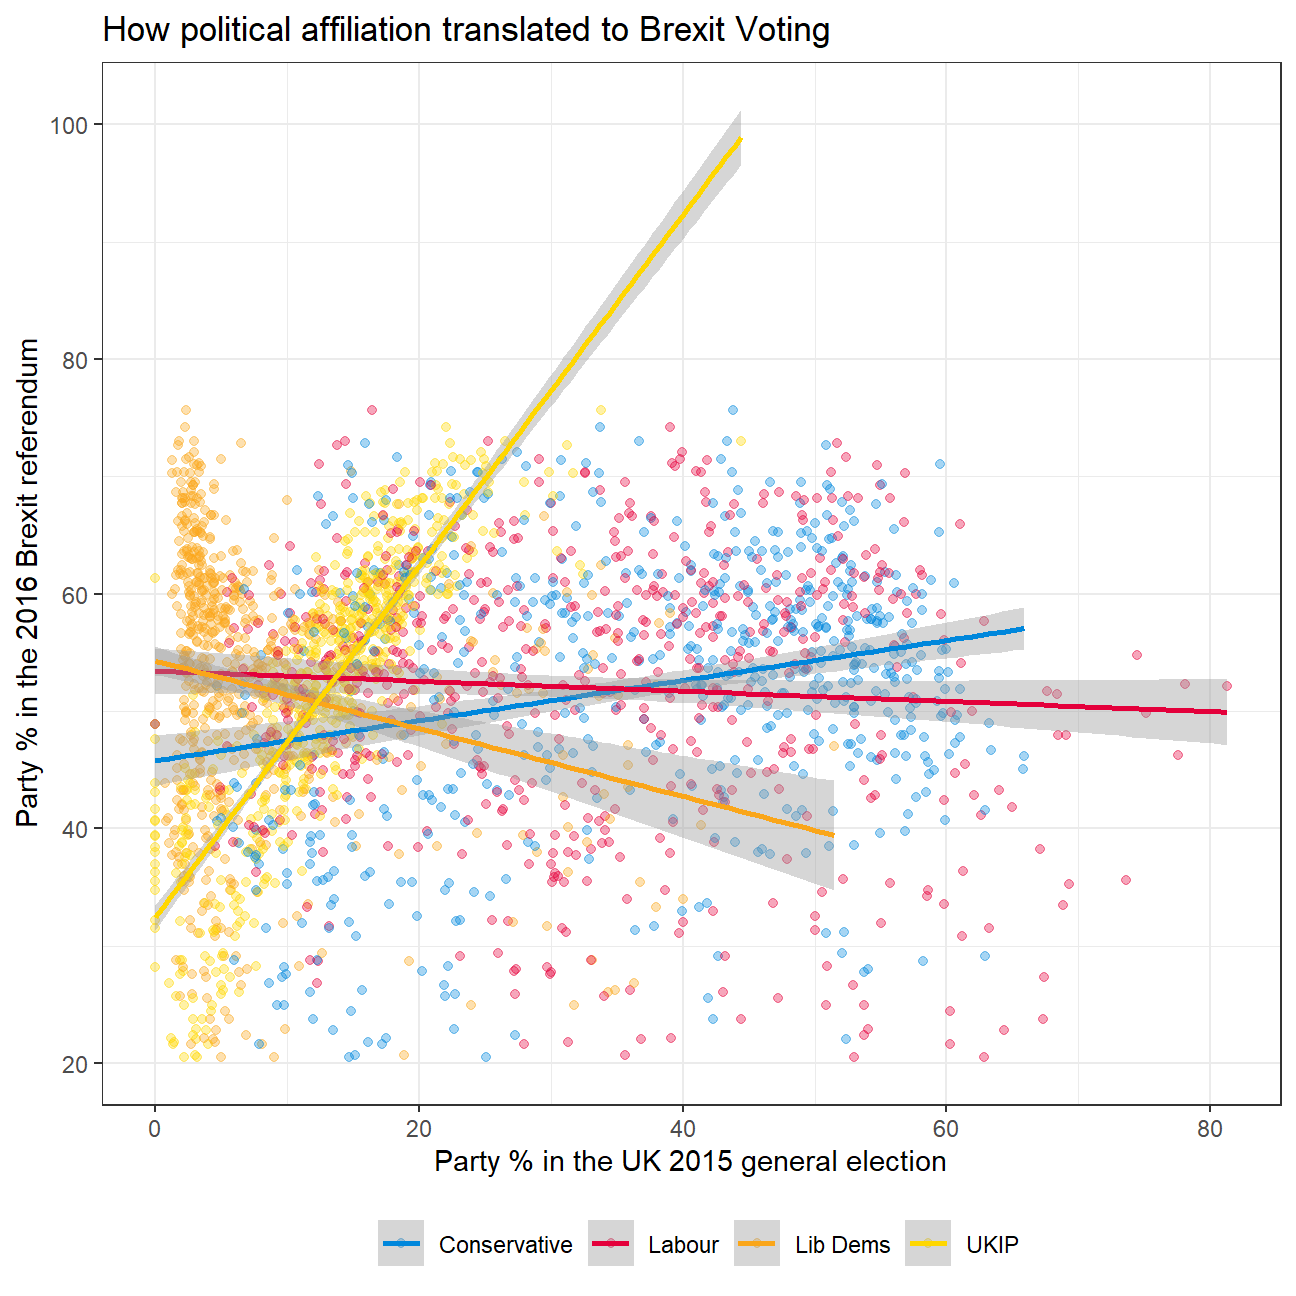 How political affiliation translated to Brexit Voting
100
80
60
40
20
Party % in the 2016 Brexit referendum
0 20 40 60 80
Party % in the UK 2015 general election
Conservative Labour Lib Dems UKIP